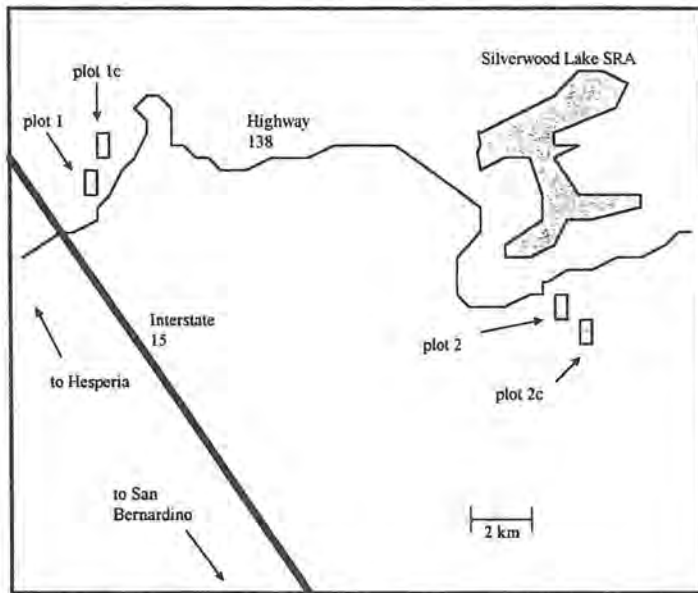 Silverwood Lake SRA
plot 1c
plot 1
Highway
138
Interstate
15
plot 2
to Hesperia
plot 2c
to San
Bernardino
2 km